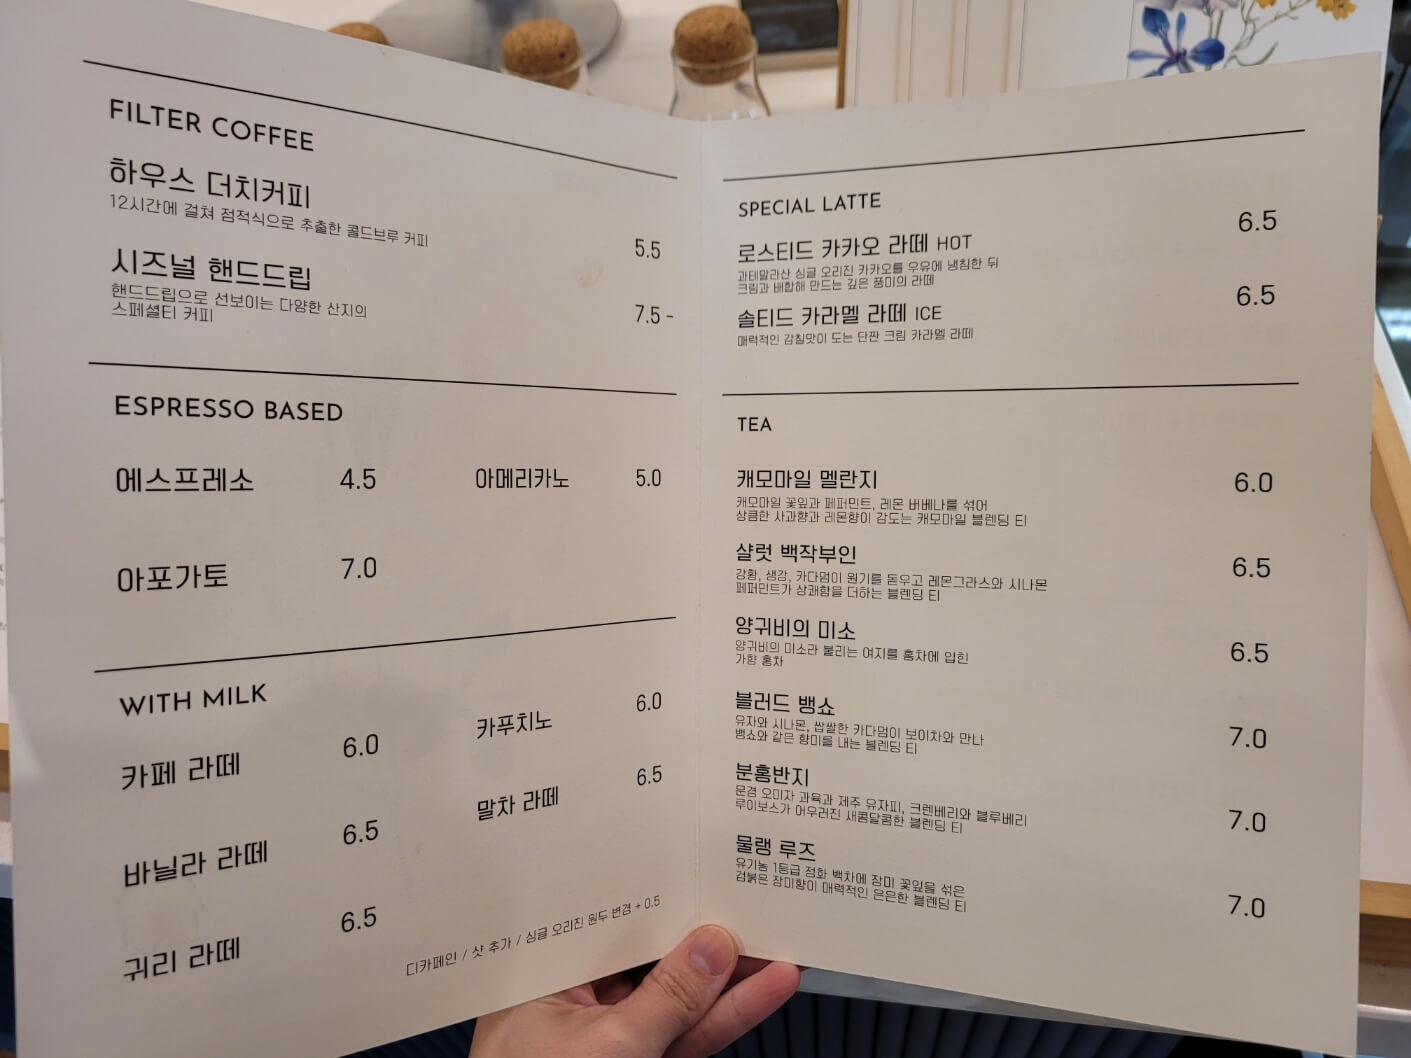 FILTER COFFEE
하우스 더치커피
12시간에 걸쳐 점적식으로 추출한 콜드브루 커피
5.5
시즈널 핸드드립
핸드드립으로 선보이는 다양한 산지의
스페셜티 커피
7.5 -
ESPRESSO BASED
에스프레소 4.5
아메리카노 5.0
아포가토 7.0
WITH MILK
카페 라떼 6.0
카푸치노 6.0
바닐라 라떼 6.5
말차 라떼 6.5
귀리 라떼 6.5
디카페인 / 샷 추가 / 싱글 오리진 원두 변경 + 0.5
SPECIAL LATTE
로스티드 카카오 라떼 HOT 6.5
과테말라산 싱글 오리진 카카오를 우유에 냉침한 뒤
크림과 배합해 만드는 깊은 풍미의 라떼
솔티드 카라멜 라떼 ICE 6.5
매력적인 감칠맛이 도는 단짠 크림 카라멜 라떼
TEA
캐모마일 멜란지 6.0
캐모마일 꽃잎과 페퍼민트, 레몬 버베나를 섞어
상큼한 사과향과 레몬향이 감도는 캐모마일 블렌딩 티
샬럿 백작부인 6.5
강황, 생강, 카다멈이 원기를 돋우고 레몬그라스와 시나몬
페퍼민트가 상쾌함을 더하는 블렌딩 티
양귀비의 미소 6.5
양귀비의 미소라 불리는 여지를 홍차에 입힌
가향 홍차
블러드 뱅쇼 7.0
유자와 시나몬, 쌉쌀한 카다멈이 보이차와 만나
뱅쇼와 같은 향미를 내는 블렌딩 티
분홍반지 7.0
문경 오미자 과육과 제주 유자피, 크렌베리와 블루베리
루이보스가 어우러진 새콤달콤한 블렌딩 티
물랭 루즈 7.0
유기농 1등급 정화 백차에 장미 꽃잎을 섞은
검붉은 장미향이 매력적인 은은한 블렌딩 티